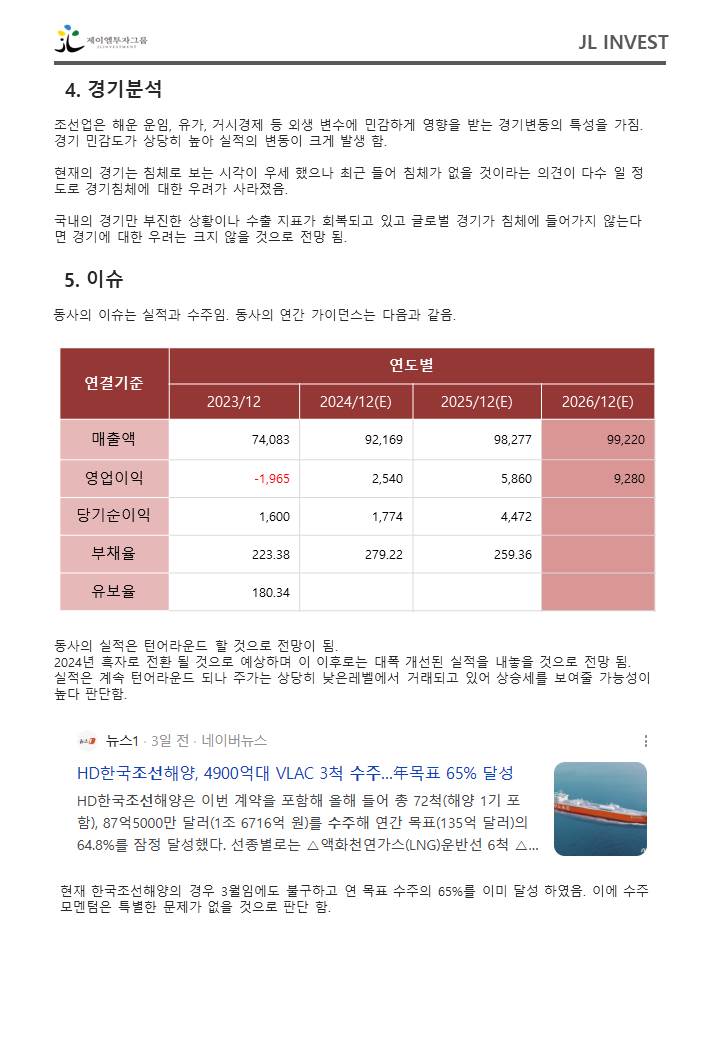 제이엘투자그룹
JLINVESTMENT
JL INVEST
4. 경기분석
조선업은 해운 운임, 유가, 거시경제 등 외생 변수에 민감하게 영향을 받는 경기변동의 특성을 가짐.
경기 민감도가 상당히 높아 실적의 변동이 크게 발생 함.
현재의 경기는 침체로 보는 시각이 우세 했으나 최근 들어 침체가 없을 것이라는 의견이 다수 일 정
도로 경기침체에 대한 우려가 사라졌음.
국내의 경기만 부진한 상황이나 수출 지표가 회복되고 있고 글로벌 경기가 침체에 들어가지 않는다
면 경기에 대한 우려는 크지 않을 것으로 전망 됨.
5. 이슈
동사의 이슈는 실적과 수주임. 동사의 연간 가이던스는 다음과 같음.
연결기준 연도별
2023/12 2024/12(E) 2025/12(E) 2026/12(E)
매출액 74,083 92,169 98,277 99,220
영업이익 -1,965 2,540 5,860 9,280
당기순이익 1,600 1,774 4,472
부채율 223.38 279.22 259.36
유보율 180.34
동사의 실적은 턴어라운드 할 것으로 전망이 됨.
2024년 흑자로 전환 될 것으로 예상하며 이 이후로는 대폭 개선된 실적을 내놓을 것으로 전망 됨.
실적은 계속 턴어라운드 되나 주가는 상당히 낮은레벨에서 거래되고 있어 상승세를 보여줄 가능성이
높다 판단함.
뉴스1 · 3일 전 · 네이버뉴스
HD한국조선해양, 4900억대 VLAC 3척 수주...年목표 65% 달성
HD한국조선해양은 이번 계약을 포함해 올해 들어 총 72척(해양 1기 포
함), 87억5000만 달러(1조 6716억 원)를 수주해 연간 목표(135억 달러)의
64.8%를 잠정 달성했다. 선종별로는 △액화천연가스(LNG)운반선 6척 △...
현재 한국조선해양의 경우 3월임에도 불구하고 연 목표 수주의 65%를 이미 달성 하였음. 이에 수주
모멘텀은 특별한 문제가 없을 것으로 판단 함.